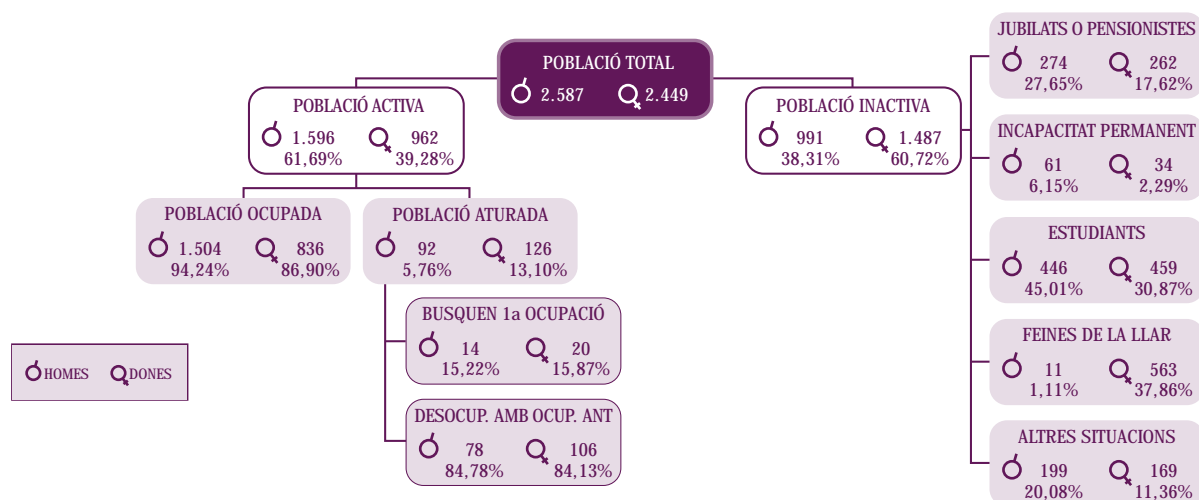 POBLACIÓ TOTAL
2.587 2.449
POBLACIÓ ACTIVA
1.596 962
61,69% 39,28%
POBLACIÓ INACTIVA
991 1.487
38,31% 60,72%
POBLACIÓ OCUPADA
1.504 836
94,24% 86,90%
POBLACIÓ ATURADA
92 126
5,76% 13,10%
BUSQUEN 1a OCUPACIÓ
14 20
15,22% 15,87%
DESOCUP. AMB OCUP. ANT
78 106
84,78% 84,13%
JUBILATS O PENSIONISTES
274 262
27,65% 17,62%
INCAPACITAT PERMANENT
61 34
6,15% 2,29%
ESTUDIANTS
446 459
45,01% 30,87%
FEINES DE LA LLAR
11 563
1,11% 37,86%
ALTRES SITUACIONS
199 169
20,08% 11,36%
HOMES DONES